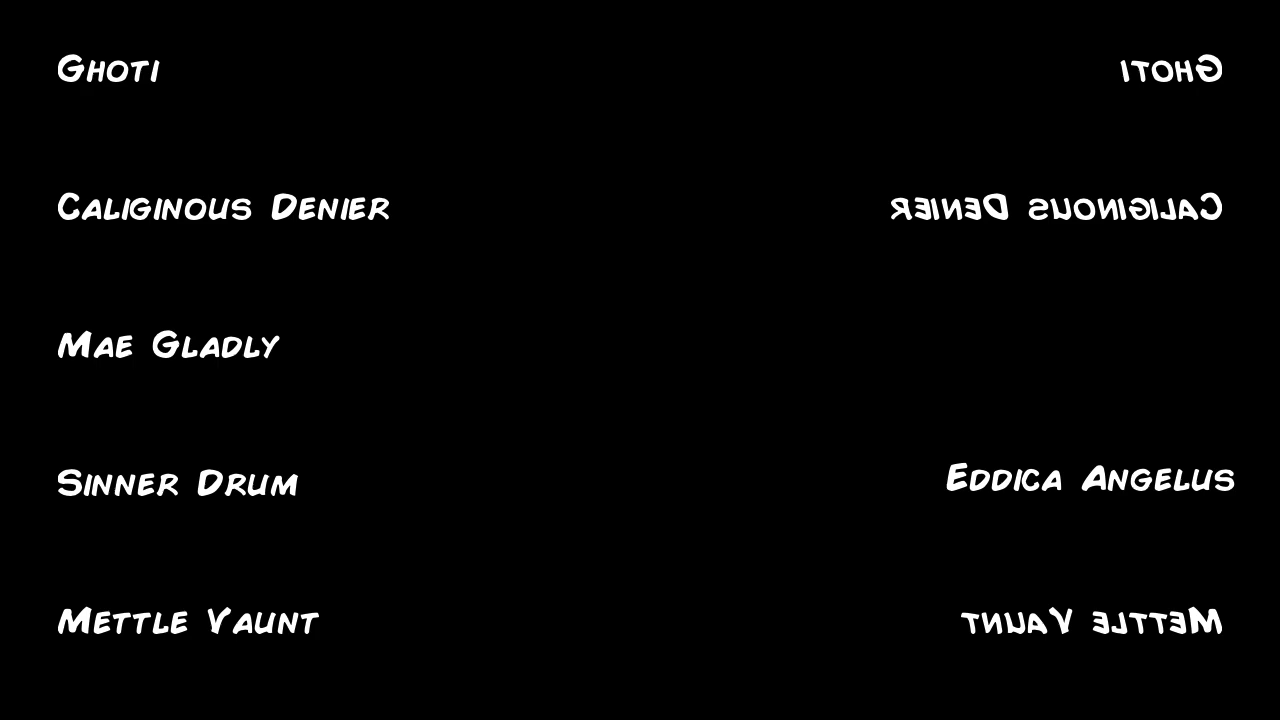 Ghoti Ghoti
Caliginous Denier Caliginous Denier
Mae Gladly
Sinner Drum Eddica Angelus
Mettle Vaunt Mettle Vaunt